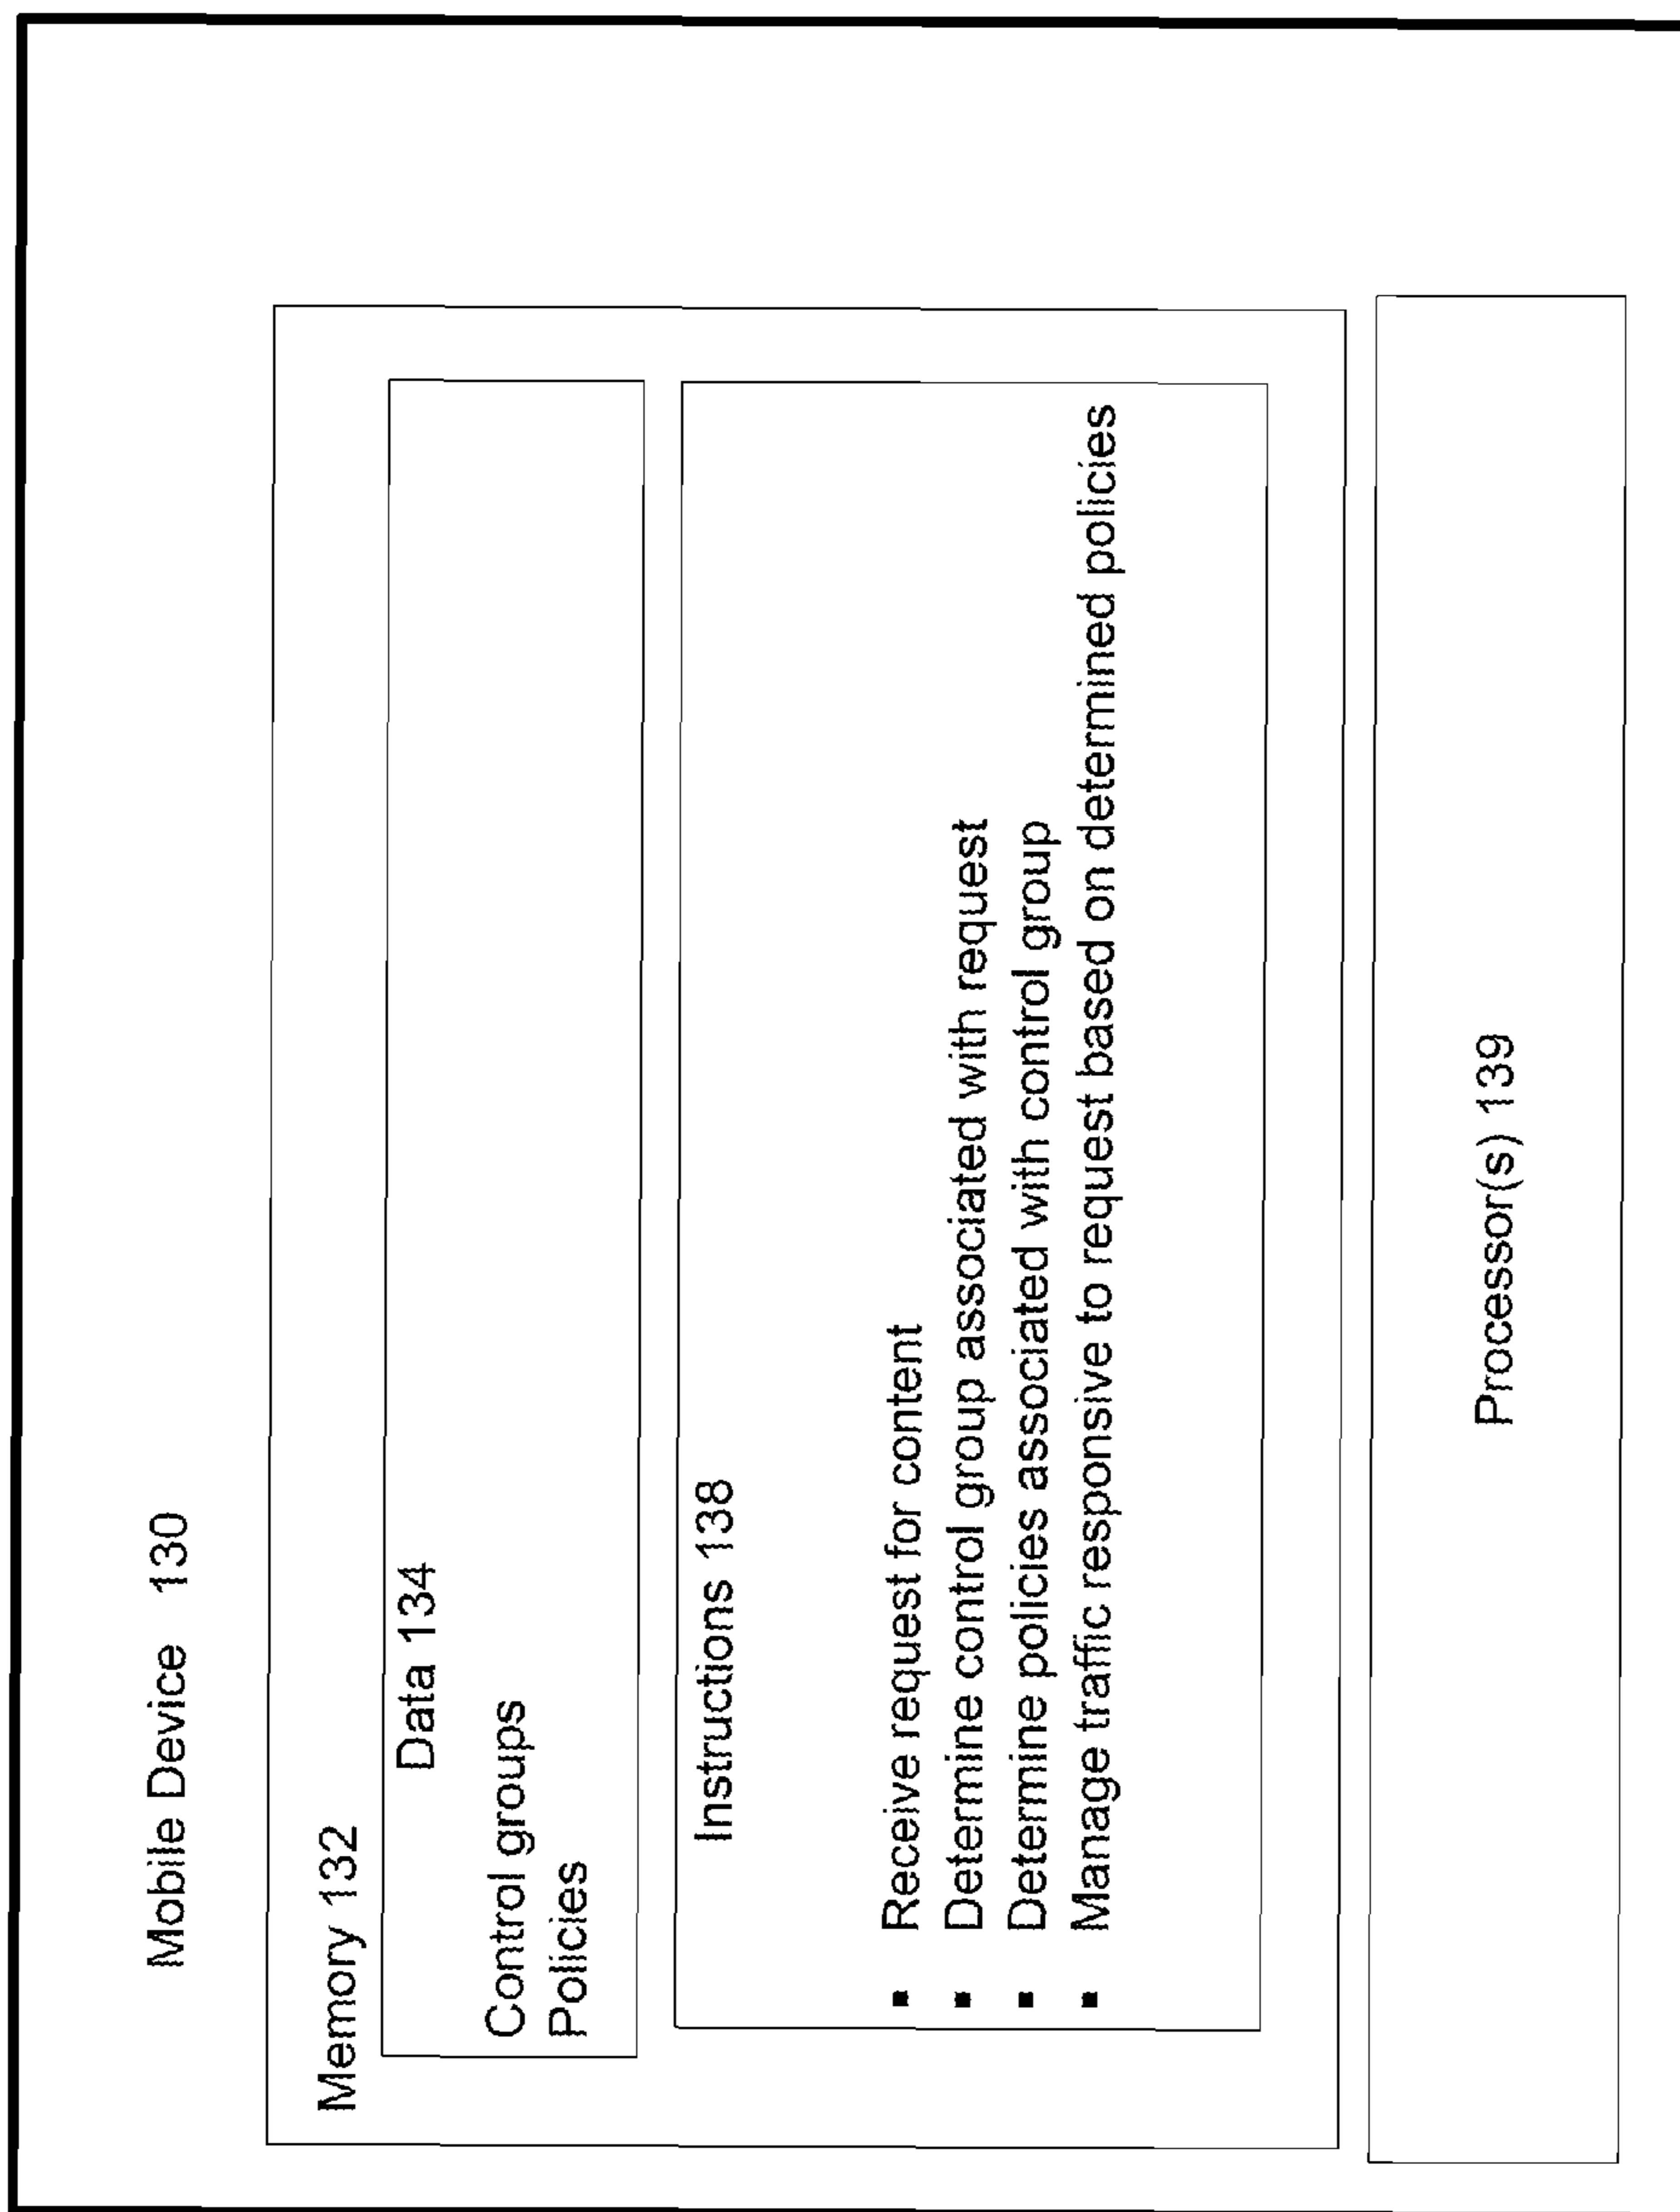 Mobile Device 130
Memory 132
Data 134
Control groups
Policies
Instructions 138
▪ Receive request for content
▪ Determine control group associated with request
▪ Determine policies associated with control group
▪ Manage traffic responsive to request based on determined policies
Processor(s) 139